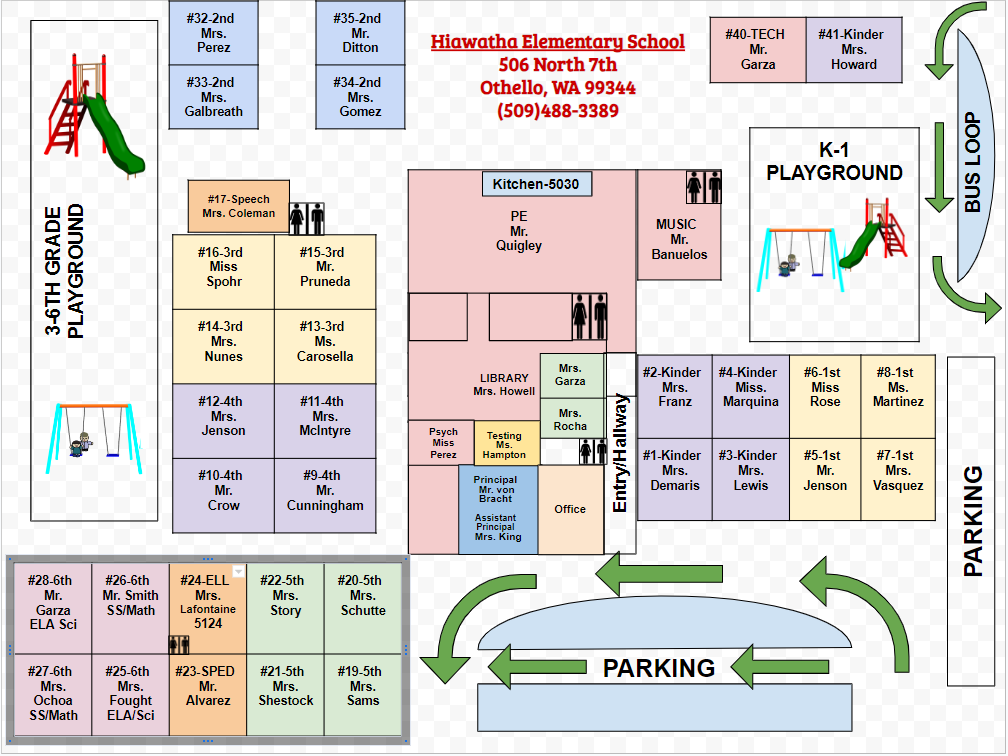 #32-2nd
Mrs.
Perez
#35-2nd
Mr.
Ditton
#33-2nd
Mrs.
Galbreath
#34-2nd
Mrs.
Gomez
Hiawatha Elementary School
506 North 7th
Othello, WA 99344
(509)488-3389
#40-TECH
Mr.
Garza
#41-Kinder
Mrs.
Howard
BUS LOOP
K-1
PLAYGROUND
3-6TH GRADE
PLAYGROUND
#17-Speech
Mrs. Coleman
#16-3rd
Miss
Spohr
#15-3rd
Mr.
Pruneda
#14-3rd
Mrs.
Nunes
#13-3rd
Ms.
Carosella
#12-4th
Mrs.
Jenson
#11-4th
Mrs.
McIntyre
#10-4th
Mr.
Crow
#9-4th
Mr.
Cunningham
Kitchen-5030
PE
Mr.
Quigley
MUSIC
Mr.
Banuelos
LIBRARY
Mrs. Howell
Mrs.
Garza
Mrs.
Rocha
Psych
Miss
Perez
Testing
Ms.
Hampton
Principal
Mr. von
Bracht
Assistant
Principal
Mrs. King
Office
Entry/Hallway
#2-Kinder
Mrs.
Franz
#4-Kinder
Miss.
Marquina
#6-1st
Miss
Rose
#8-1st
Ms.
Martinez
#1-Kinder
Mrs.
Demaris
#3-Kinder
Mrs.
Lewis
#5-1st
Mr.
Jenson
#7-1st
Mrs.
Vasquez
PARKING
#28-6th
Mr.
Garza
ELA Sci
#26-6th
Mr. Smith
SS/Math
#24-ELL
Mrs.
Lafontaine
5124
#22-5th
Mrs.
Story
#20-5th
Mrs.
Schutte
#27-6th
Mrs.
Ochoa
SS/Math
#25-6th
Mrs.
Fought
ELA/Sci
#23-SPED
Mr.
Alvarez
#21-5th
Mrs.
Shestock
#19-5th
Mrs.
Sams
PARKING